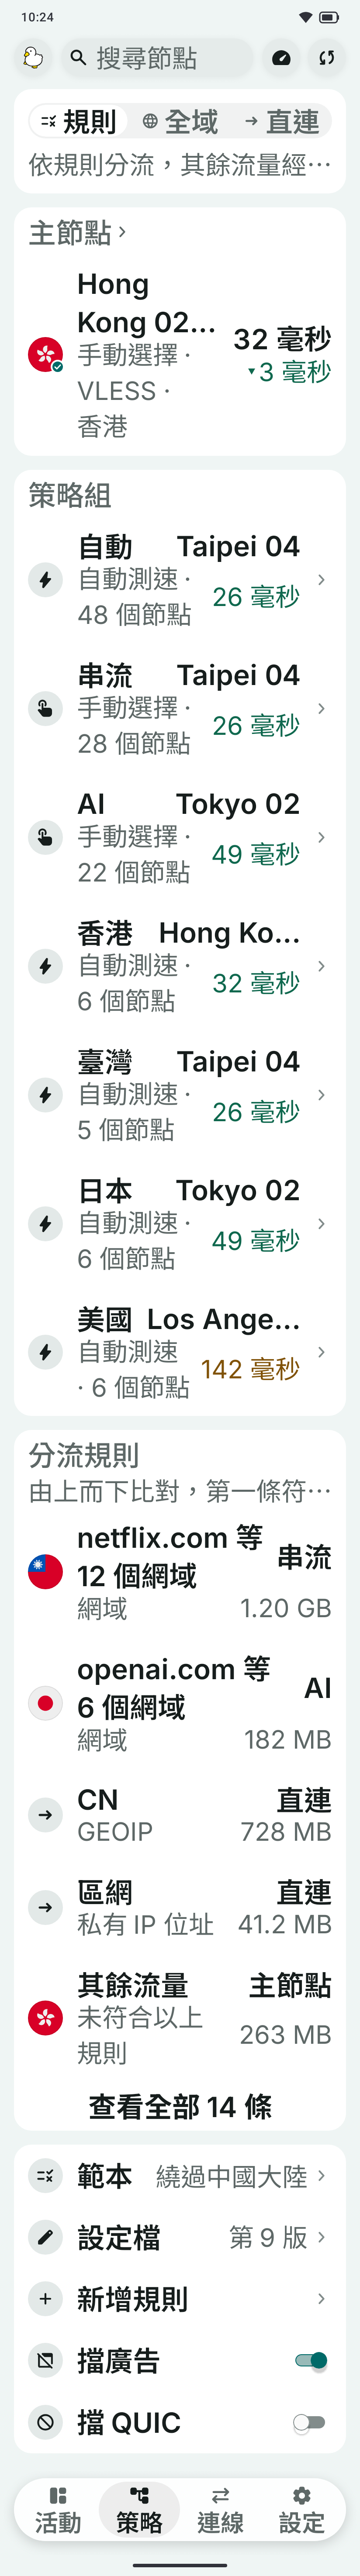 10:24
搜尋節點
規則 全域 直連
依規則分流，其餘流量經…
主節點
Hong
Kong 02…
手動選擇 ·
VLESS ·
香港
32 毫秒
3 毫秒
策略組
自動 Taipei 04
自動測速 ·
48 個節點
26 毫秒
串流 Taipei 04
手動選擇 ·
28 個節點
26 毫秒
AI Tokyo 02
手動選擇 ·
22 個節點
49 毫秒
香港 Hong Ko…
自動測速 ·
6 個節點
32 毫秒
臺灣 Taipei 04
自動測速 ·
5 個節點
26 毫秒
日本 Tokyo 02
自動測速 ·
6 個節點
49 毫秒
美國 Los Ange…
自動測速
· 6 個節點
142 毫秒
分流規則
由上而下比對，第一條符…
netflix.com 等
12 個網域
網域
串流
1.20 GB
openai.com 等
6 個網域
網域
AI
182 MB
CN 直連
GEOIP 728 MB
區網 直連
私有 IP 位址 41.2 MB
其餘流量 主節點
未符合以上
規則
263 MB
查看全部 14 條
範本 繞過中國大陸
設定檔 第 9 版
新增規則
擋廣告
擋 QUIC
活動 策略 連線 設定